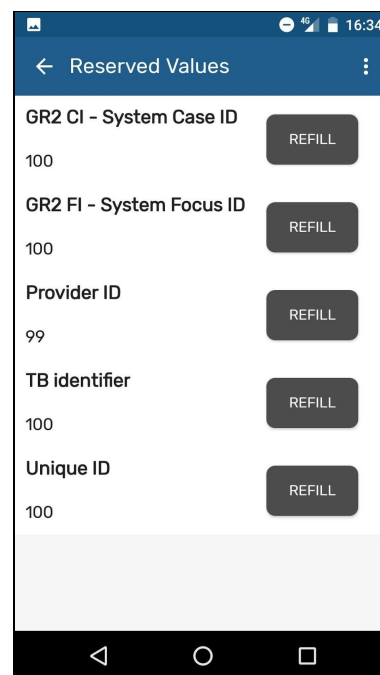 4G 16:34
Reserved Values
GR2 CI - System Case ID
REFILL
100
GR2 FI - System Focus ID
REFILL
100
Provider ID
REFILL
99
TB identifier
REFILL
100
Unique ID
REFILL
100